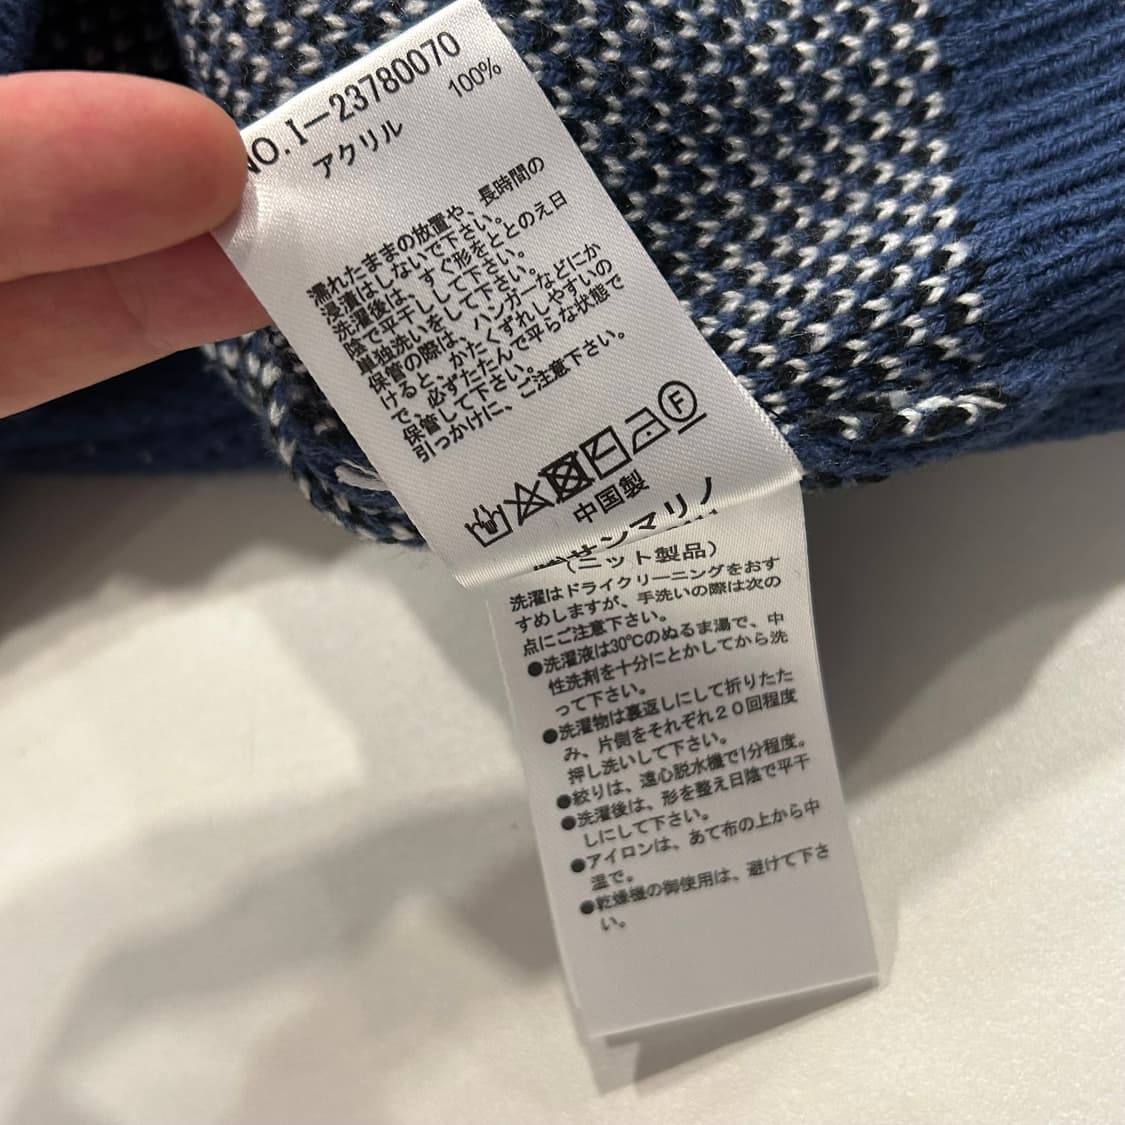 NO.I-23780070
アクリル 100%
濡れたままの放置や、長時間の
浸漬はしないで下さい。
洗濯後は、すぐ形をととのえ日
陰で平干しして下さい。
単独洗いをして下さい。
保管の際は、ハンガーなどにか
けると、かたくずれしやすいの
で、必ずたたんで平らな状態で
保管して下さい。
引っかけに、ご注意下さい。
F
中国製
サンマリノ
(ニット製品)
洗濯はドライクリーニングをおす
すめしますが、手洗いの際は次の
点にご注意下さい。
●洗濯液は30℃のぬるま湯で、中
性洗剤を十分にとかしてから洗
って下さい。
●洗濯物は裏返しにして折りたた
み、片側をそれぞれ20回程度
押し洗いして下さい。
●絞りは、遠心脱水機で1分程度。
●洗濯後は、形を整え日陰で平干
しにして下さい。
●アイロンは、あて布の上から中
温で。
●乾燥機の御使用は、避けて下さ
い。